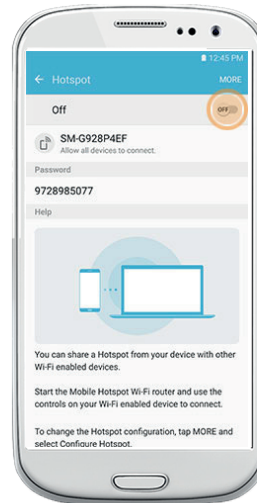 12:45 PM
← Hotspot MORE
Off OFF
SM-G928P4EF
Allow all devices to connect.
Password
9728985077
Help
You can share a Hotspot from your device with other
Wi-Fi enabled devices.
Start the Mobile Hotspot Wi-Fi router and use the
controls on your Wi-Fi enabled device to connect.
To change the Hotspot configuration, tap MORE and
select Configure Hotspot.